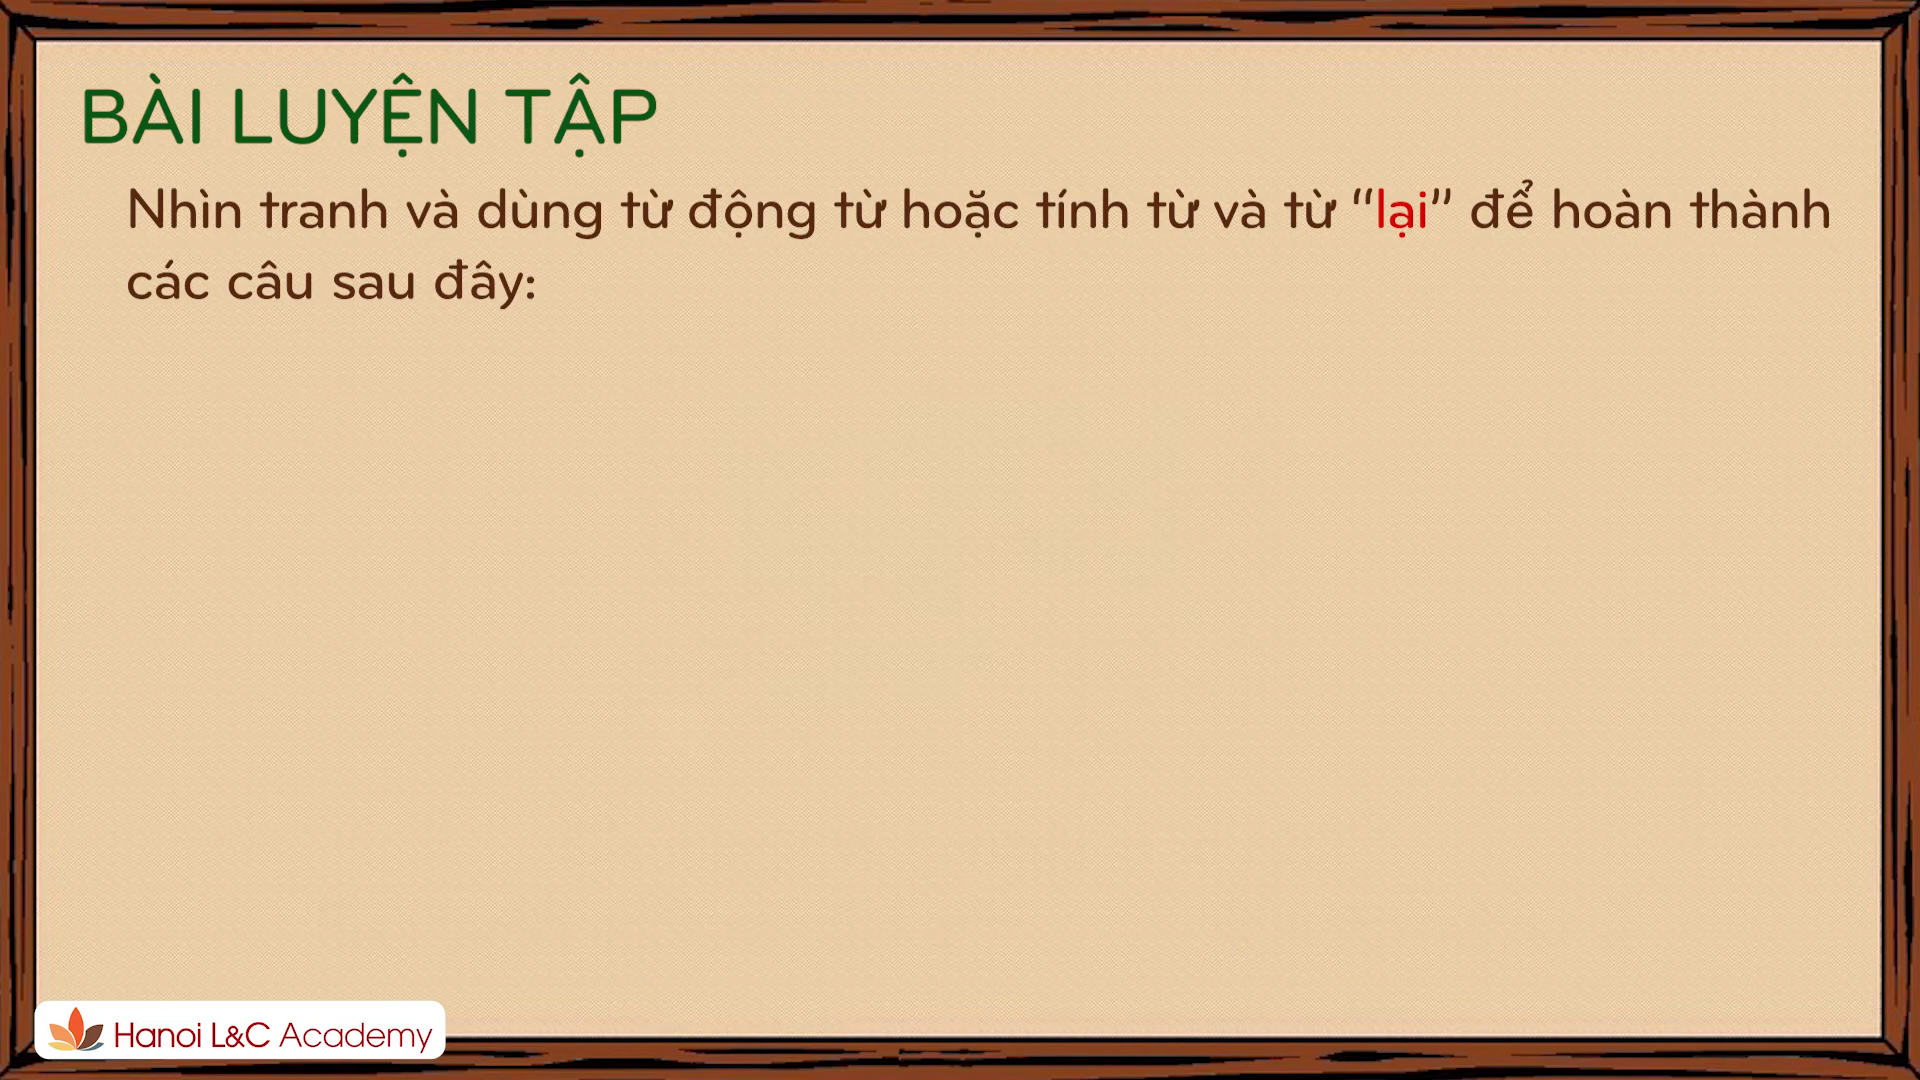 BÀI LUYỆN TẬP
Nhìn tranh và dùng từ động từ hoặc tính từ và từ “lại” để hoàn thành
các câu sau đây:
Hanoi L&C Academy